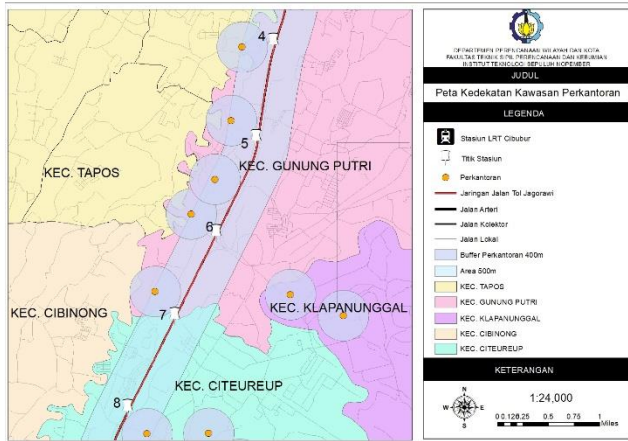 4
5
KEC. GUNUNG PUTRI
KEC. TAPOS
6
KEC. CIBINONG
7
KEC. KLAPANUNGGAL
KEC. CITEUREUP
8
DEPARTEMEN PERENCANAAN WILAYAH DAN KOTA
FAKULTAS TEKNIK SIPIL PERENCANAAN DAN KEBUMIAN
INSTITUT TEKNOLOGI SEPULUH NOPEMBER
JUDUL
Peta Kedekatan Kawasan Perkantoran
LEGENDA
Stasiun LRT Cibubur
Titik Stasiun
Perkantoran
Jaringan Jalan Tol Jagorawi
Jalan Arteri
Jalan Kolektor
Jalan Lokal
Buffer Perkantoran 400m
Area 500m
KEC. TAPOS
KEC. GUNUNG PUTRI
KEC. KLAPANUNGGAL
KEC. CIBINONG
KEC. CITEUREUP
KETERANGAN
N
W E
S
1:24,000
0 0.125 0.25 0.5 0.75 1
Miles